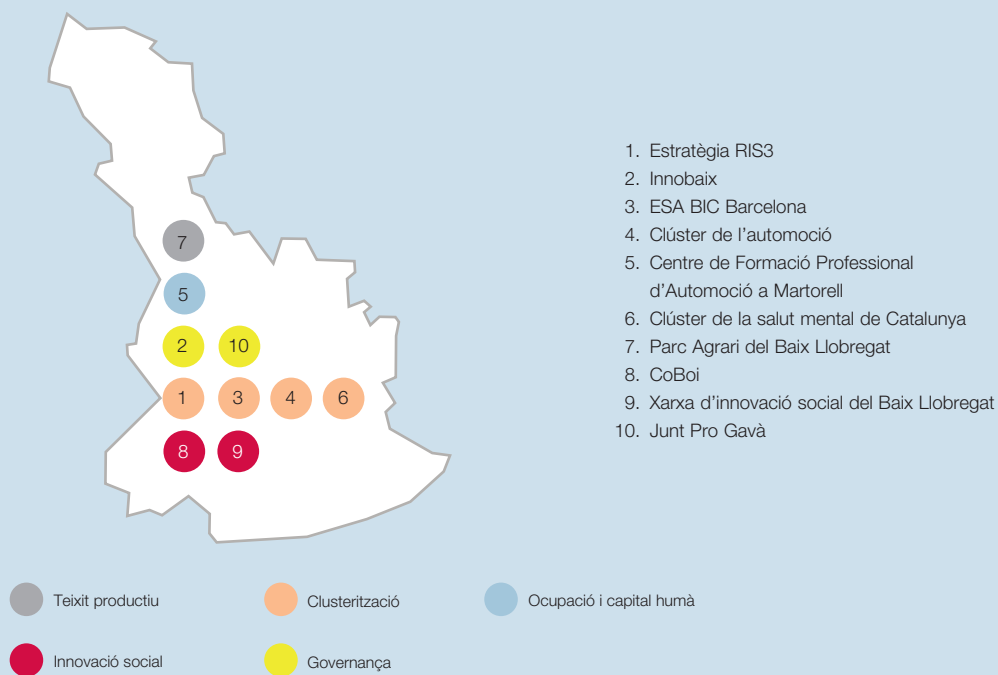 7
5
2 10
1 3 4 6
8 9
1. Estratègia RIS3
2. Innobaix
3. ESA BIC Barcelona
4. Clúster de l’automoció
5. Centre de Formació Professional
d’Automoció a Martorell
6. Clúster de la salut mental de Catalunya
7. Parc Agrari del Baix Llobregat
8. CoBoi
9. Xarxa d’innovació social del Baix Llobregat
10. Junt Pro Gavà
Teixit productiu Clusterització Ocupació i capital humà
Innovació social Governança